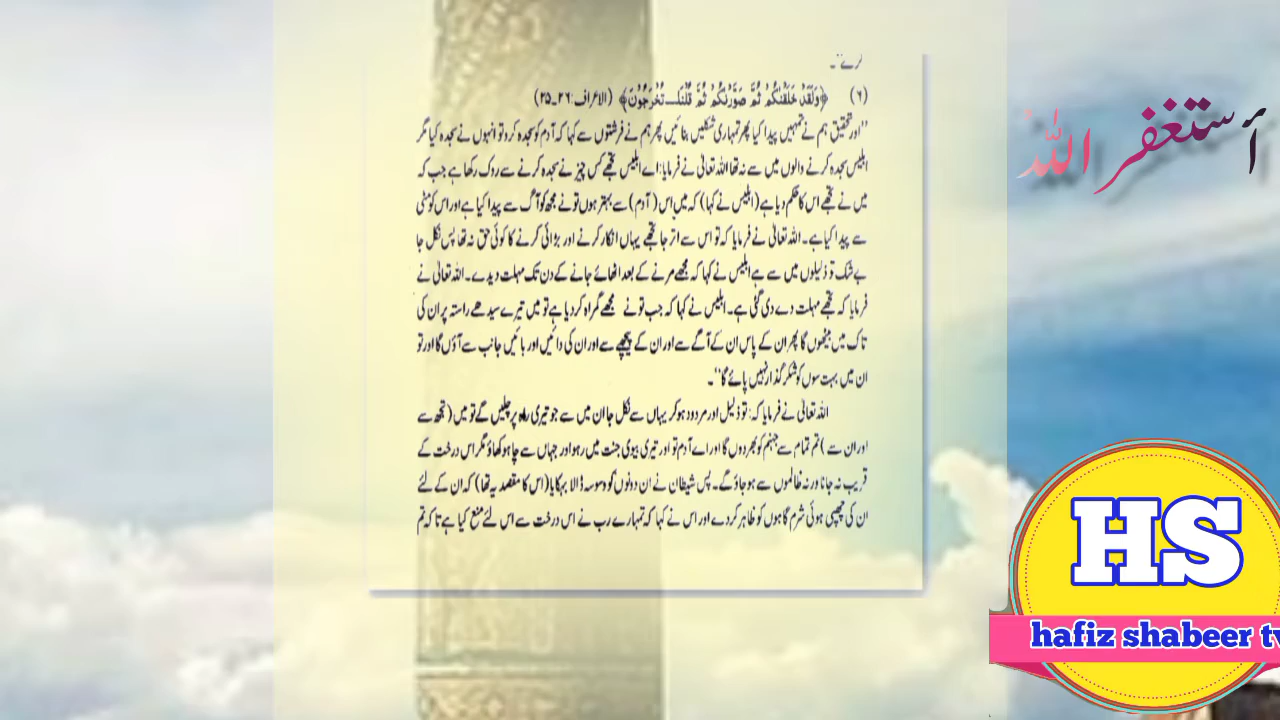 کرے"۔
(۶) ﴿وَلَقَدْ خَلَقْنٰکُمْ ثُمَّ صَوَّرْنٰکُمْ ثُمَّ قُلْنَا۔۔۔تُخْرَجُوْنَ﴾ (الاعراف:۲۶۔۲۵)
"اور تحقیق ہم نے تمہیں پیدا کیا پھر تمہاری شکلیں بنائیں پھر ہم نے فرشتوں سے کہا کہ آدم کو سجدہ کرو تو انہوں نے سجدہ کیا مگر
ابلیس سجدہ کرنے والوں میں سے نہ تھا اللہ تعالیٰ نے فرمایا: اے ابلیس تجھے کس چیز نے سجدہ کرنے سے روک رکھا ہے جب کہ
میں نے تجھے اس کا حکم دیا ہے (ابلیس نے کہا) کہ میں اس (آدم) سے بہتر ہوں تو نے مجھ کو آگ سے پیدا کیا ہے اور اس کو مٹی
سے پیدا کیا ہے۔ اللہ تعالیٰ نے فرمایا کہ تو اس سے اتر جا تجھے یہاں انکار کرنے اور بڑائی کرنے کا کوئی حق نہ تھا پس نکل جا
بے شک تو ذلیلوں میں سے ہے ابلیس نے کہا کہ مجھے مرنے کے بعد اٹھائے جانے کے دن تک مہلت دیدے۔ اللہ تعالیٰ نے
فرمایا کہ تجھے مہلت دے دی گئی ہے۔ ابلیس نے کہا کہ جب تو نے مجھے گمراہ کر دیا ہے تو میں تیرے سیدھے راستہ پر ان کی
تاک میں بیٹھوں گا پھر ان کے پاس ان کے آگے سے اور ان کے پیچھے سے اور ان کی دائیں اور بائیں جانب سے آؤں گا اور تو
ان میں بہت سوں کو شکر گذار نہیں پائے گا"۔
اللہ تعالیٰ نے فرمایا کہ: تو ذلیل اور مردود ہو کر یہاں سے نکل جا ان میں سے جو تیری راہ پر چلیں گے تو میں (تجھ سے
اور ان سے) تم تمام سے جہنم کو بھر دوں گا اور اے آدم تو اور تیری بیوی جنت میں رہو اور جہاں سے چاہو کھاؤ مگر اس درخت کے
قریب نہ جانا ورنہ ظالموں سے ہو جاؤ گے۔ پس شیطان نے ان دونوں کو وسوسہ ڈالا بہکایا (اس کا مقصد یہ تھا) کہ ان کے لئے
ان کی چھپی ہوئی شرم گاہوں کو ظاہر کر دے اور اس نے کہا کہ تمہارے رب نے اس درخت سے اس لئے منع کیا ہے تا کہ تم
أستغفر الله
HS
hafiz shabeer tv